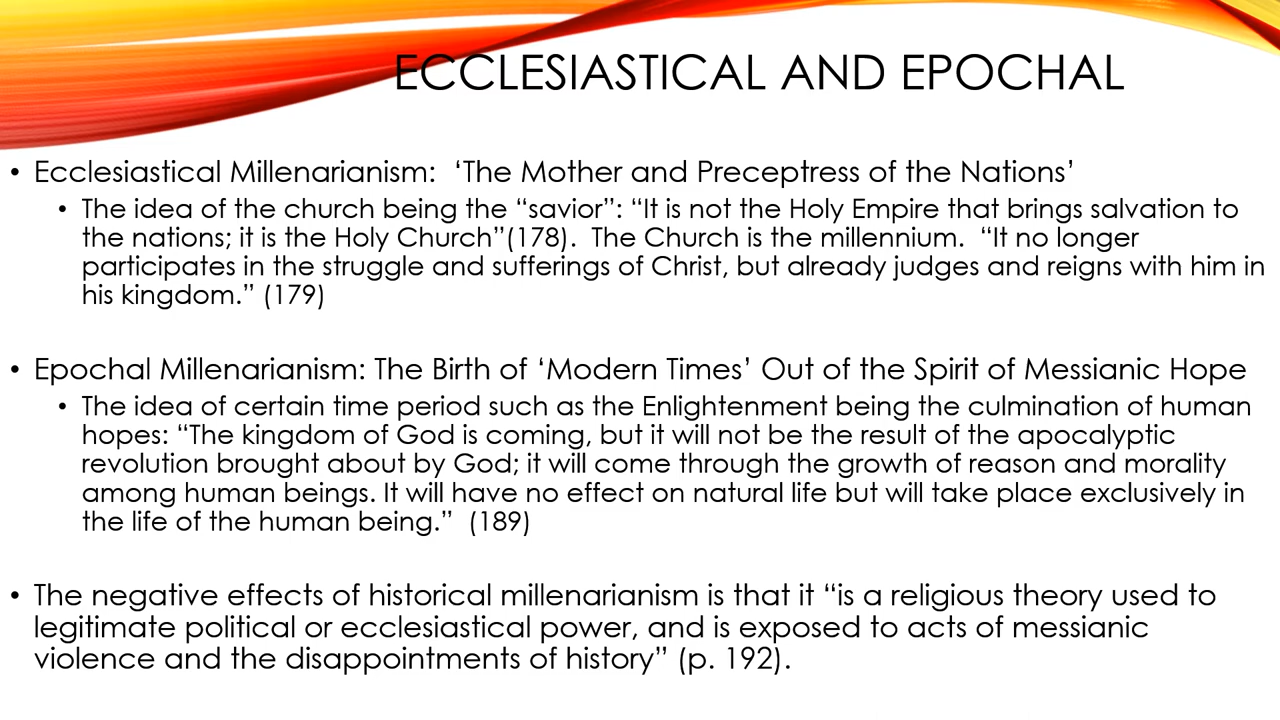 ECCLESIASTICAL AND EPOCHAL
• Ecclesiastical Millenarianism:  ‘The Mother and Preceptress of the Nations’
• The idea of the church being the “savior”: “It is not the Holy Empire that brings salvation to
the nations; it is the Holy Church”(178).  The Church is the millennium.  “It no longer
participates in the struggle and sufferings of Christ, but already judges and reigns with him in
his kingdom.” (179)
• Epochal Millenarianism: The Birth of ‘Modern Times’ Out of the Spirit of Messianic Hope
• The idea of certain time period such as the Enlightenment being the culmination of human
hopes: “The kingdom of God is coming, but it will not be the result of the apocalyptic
revolution brought about by God; it will come through the growth of reason and morality
among human beings. It will have no effect on natural life but will take place exclusively in
the life of the human being.”  (189)
• The negative effects of historical millenarianism is that it “is a religious theory used to
legitimate political or ecclesiastical power, and is exposed to acts of messianic
violence and the disappointments of history” (p. 192).